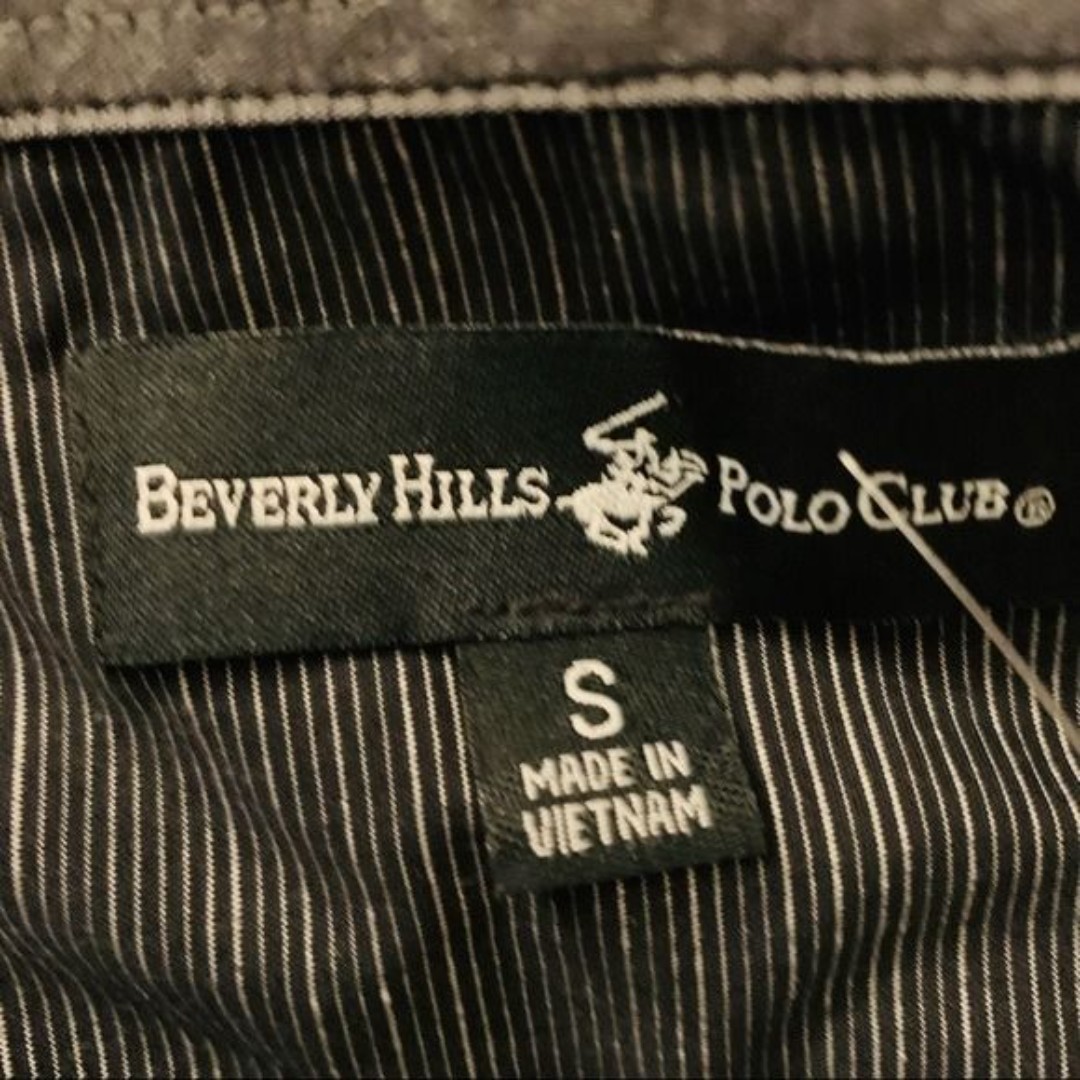 BEVERLY HILLS POLO CLUB®
S
MADE IN
VIETNAM